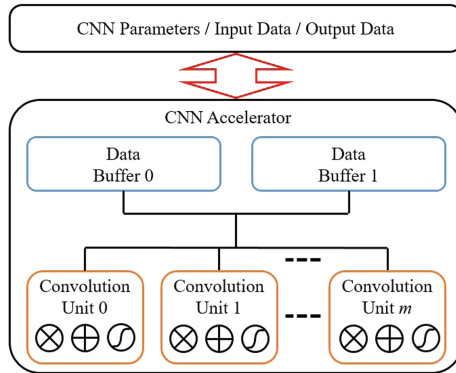 CNN Parameters / Input Data / Output Data
CNN Accelerator
Data
Buffer 0
Data
Buffer 1
Convolution
Unit 0
Convolution
Unit 1
Convolution
Unit m